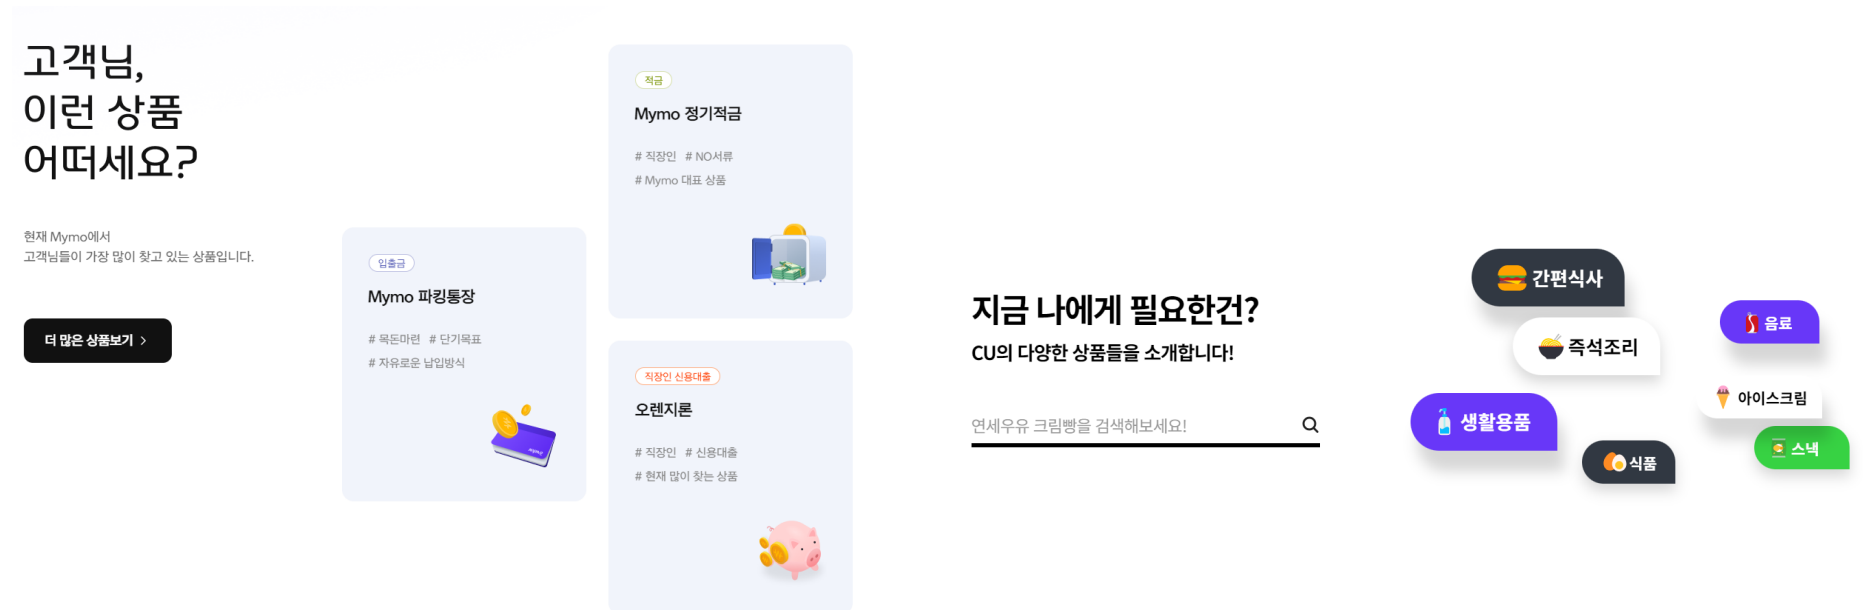 고객님,
이런 상품
어떠세요?
현재 Mymo에서
고객님들이 가장 많이 찾고 있는 상품입니다.
더 많은 상품보기
입출금
Mymo 파킹통장
# 목돈마련 # 단기목표
# 자유로운 납입방식
적금
Mymo 정기적금
# 직장인 # NO서류
# Mymo 대표 상품
직장인 신용대출
오렌지론
# 직장인 # 신용대출
# 현재 많이 찾는 상품
지금 나에게 필요한건?
CU의 다양한 상품들을 소개합니다!
연세우유 크림빵을 검색해보세요!
간편식사
즉석조리
음료
아이스크림
생활용품
스낵
식품